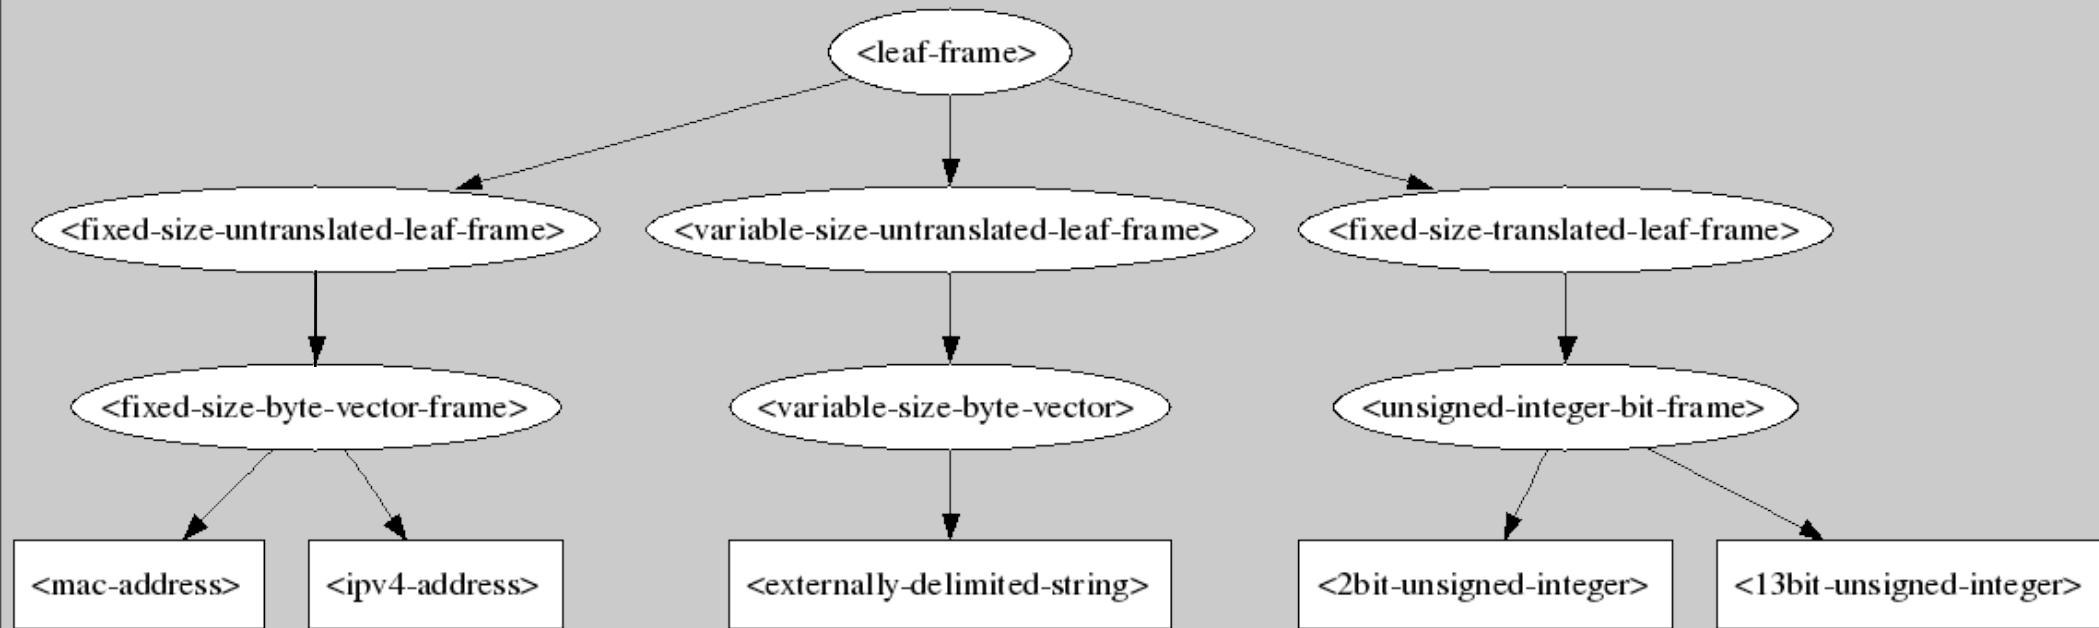 <leaf-frame>
<fixed-size-untranslated-leaf-frame>
<variable-size-untranslated-leaf-frame>
<fixed-size-translated-leaf-frame>
<fixed-size-byte-vector-frame>
<variable-size-byte-vector>
<unsigned-integer-bit-frame>
<mac-address>
<ipv4-address>
<externally-delimited-string>
<2bit-unsigned-integer>
<13bit-unsigned-integer>